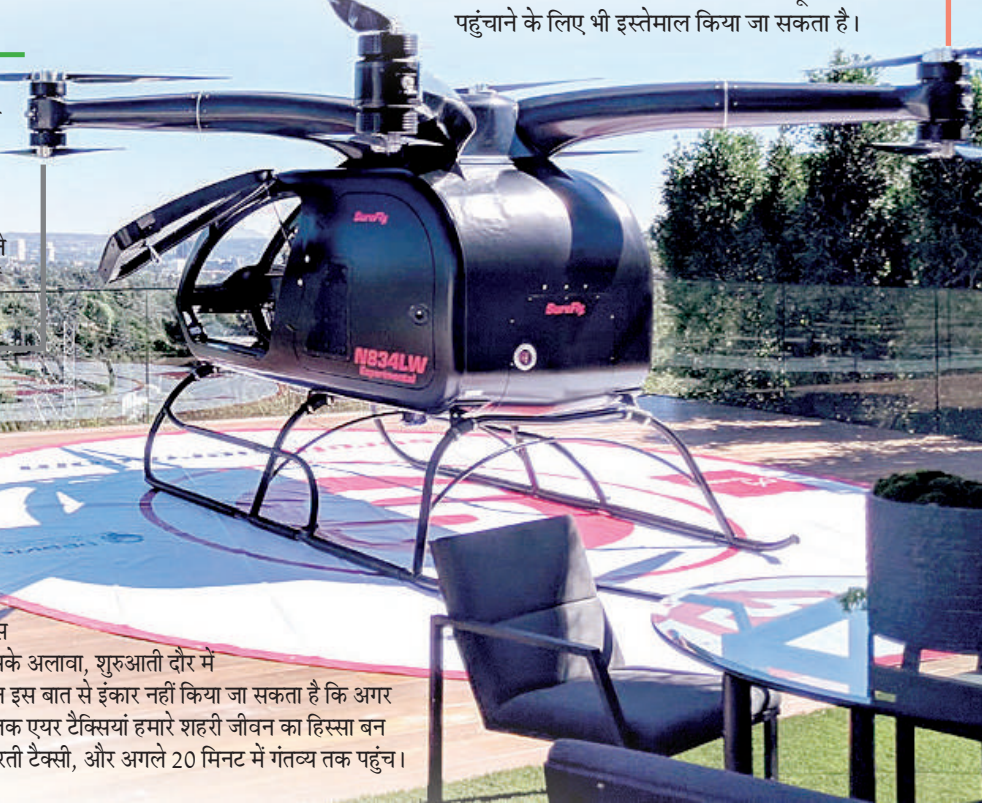 पहुंचाने के लिए भी इस्तेमाल किया जा सकता है।
SureFly
SureFly
N834LW
Experimental
के अलावा, शुरुआती दौर में
इस बात से इंकार नहीं किया जा सकता है कि अगर
तक एयर टैक्सियां हमारे शहरी जीवन का हिस्सा बन
टैक्सी, और अगले 20 मिनट में गंतव्य तक पहुंच।